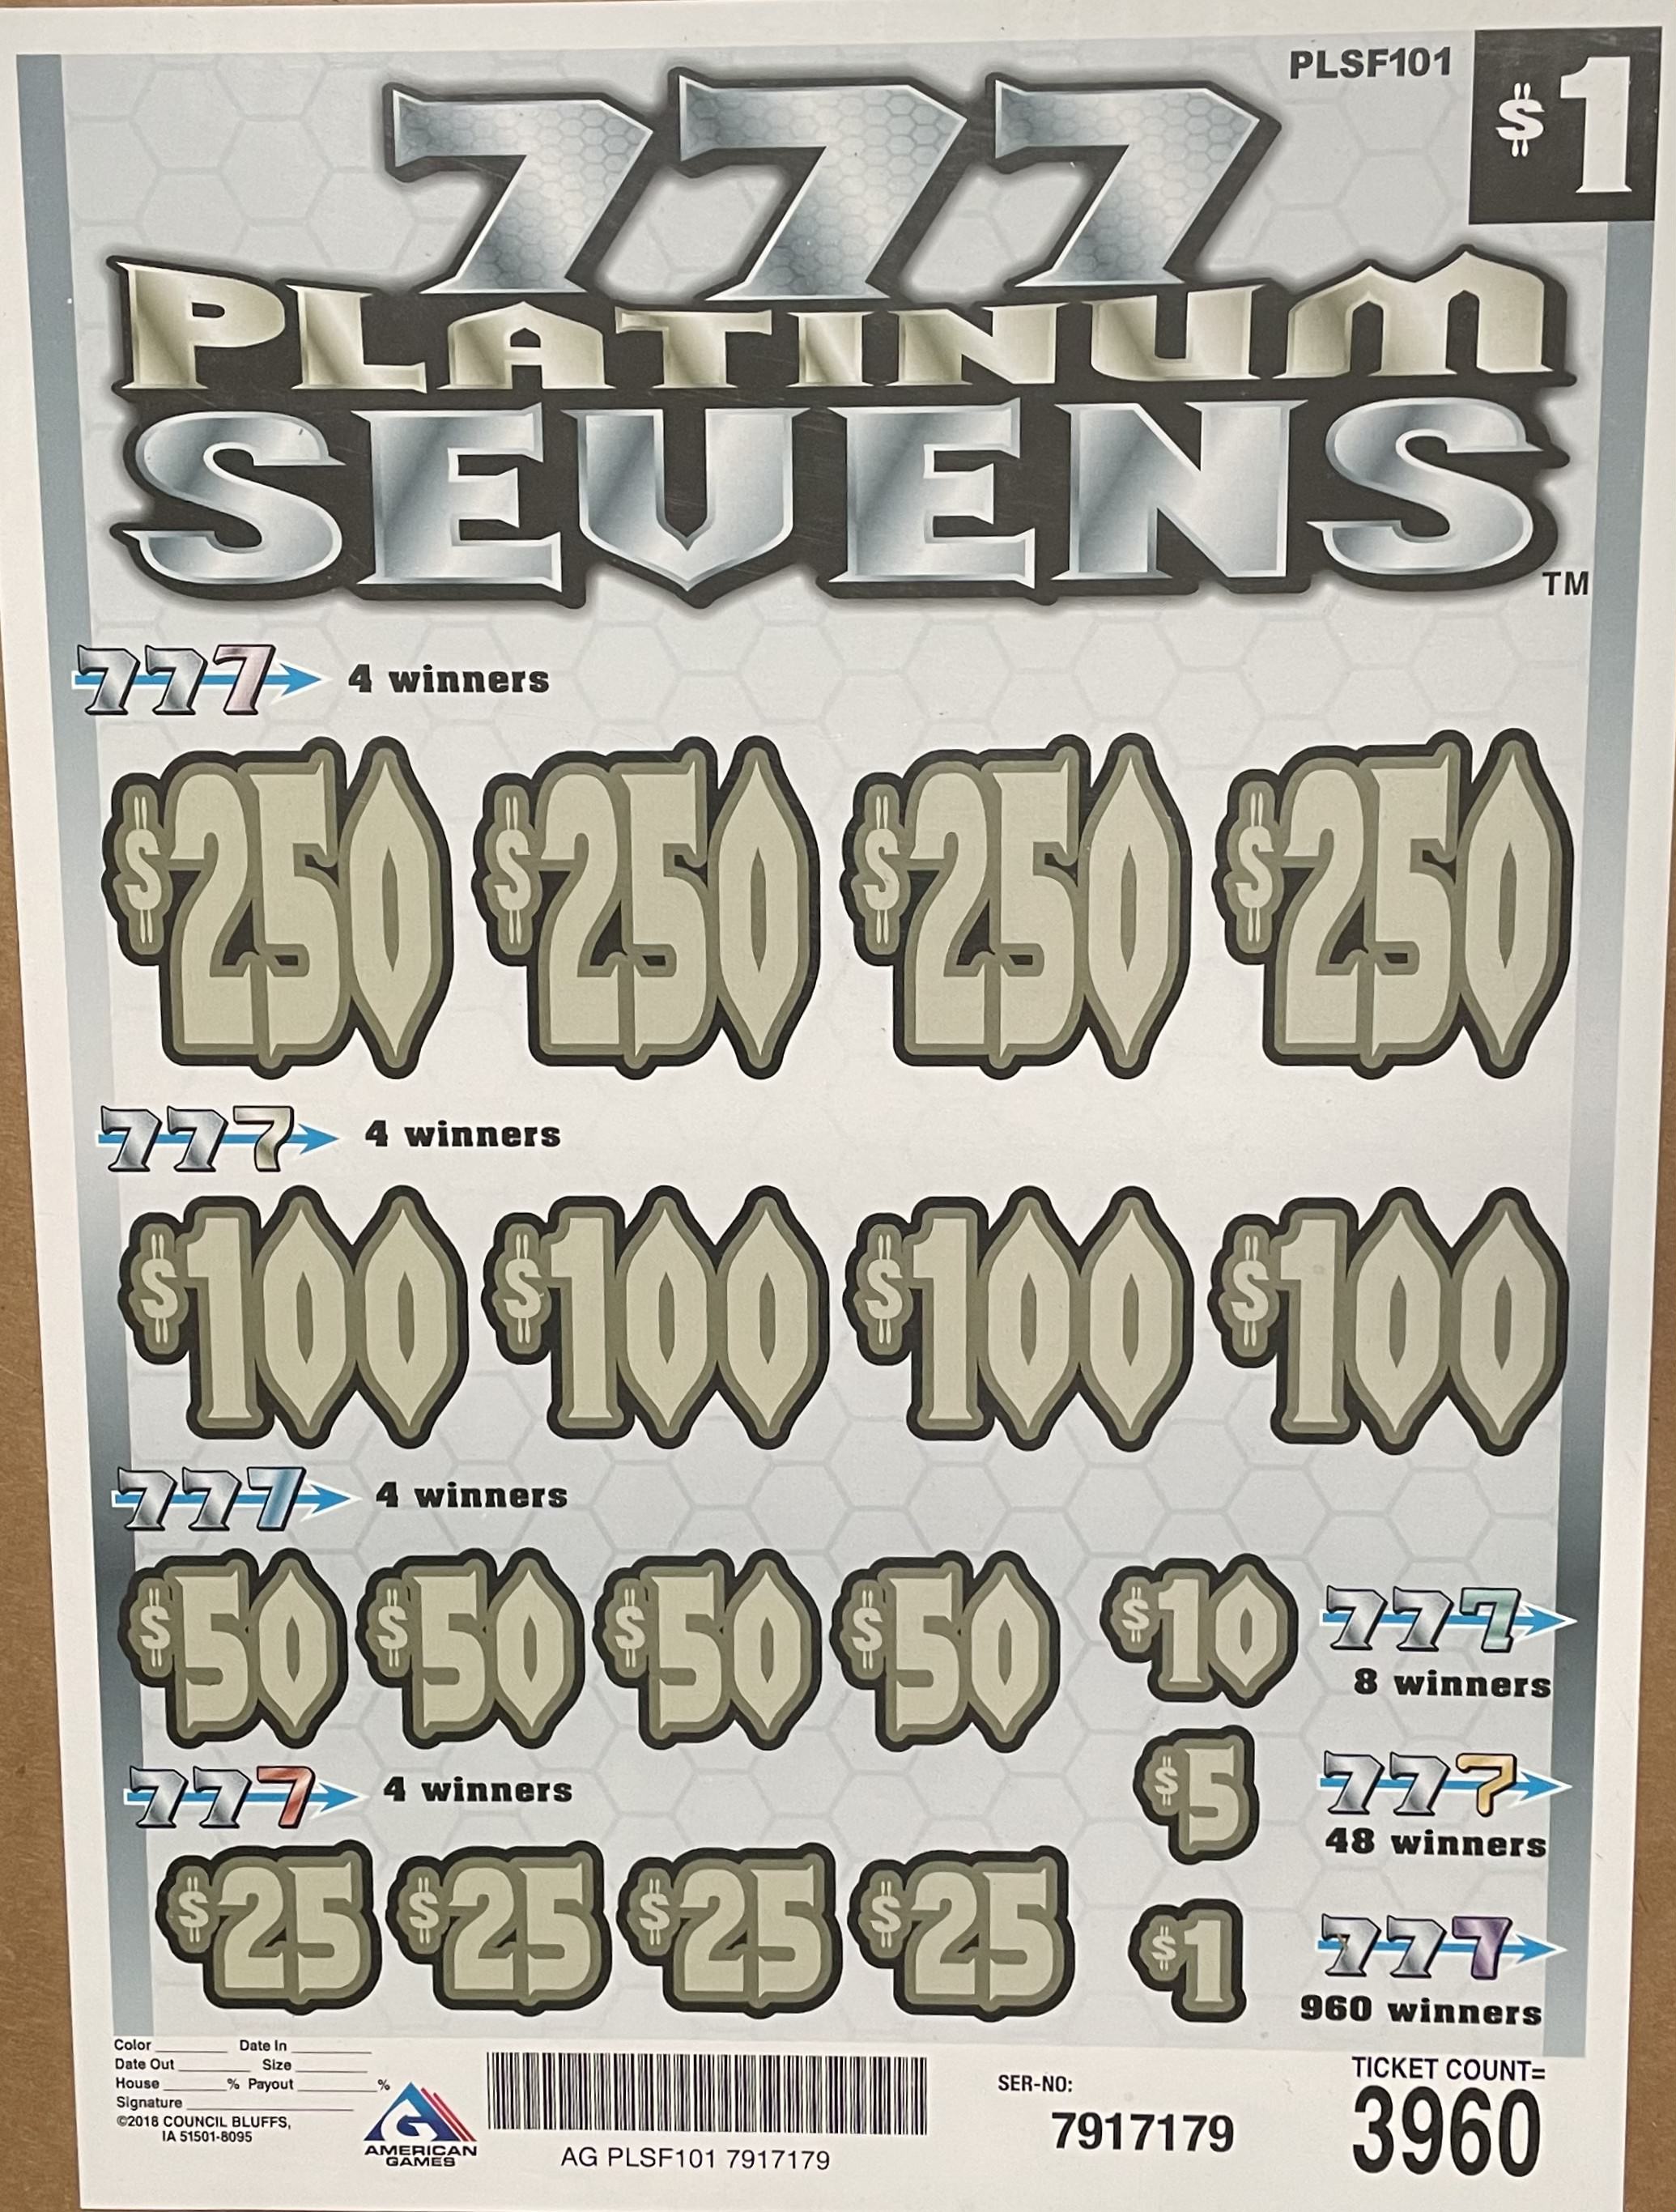 PLSF101
$1
777
PLATINUM
SEVENS™
777 4 winners
$250 $250 $250 $250
777 4 winners
$100 $100 $100 $100
777 4 winners
$50 $50 $50 $50
$10 777
8 winners
777 4 winners
$25 $25 $25 $25
$5 777
48 winners
$1 777
960 winners
Color ________ Date In ________
Date Out ________ Size ________
House ______% Payout ________%
Signature ________________
©2018 COUNCIL BLUFFS,
IA 51501-8095
AMERICAN
GAMES
AG PLSF101 7917179
SER-NO:
7917179
TICKET COUNT=
3960